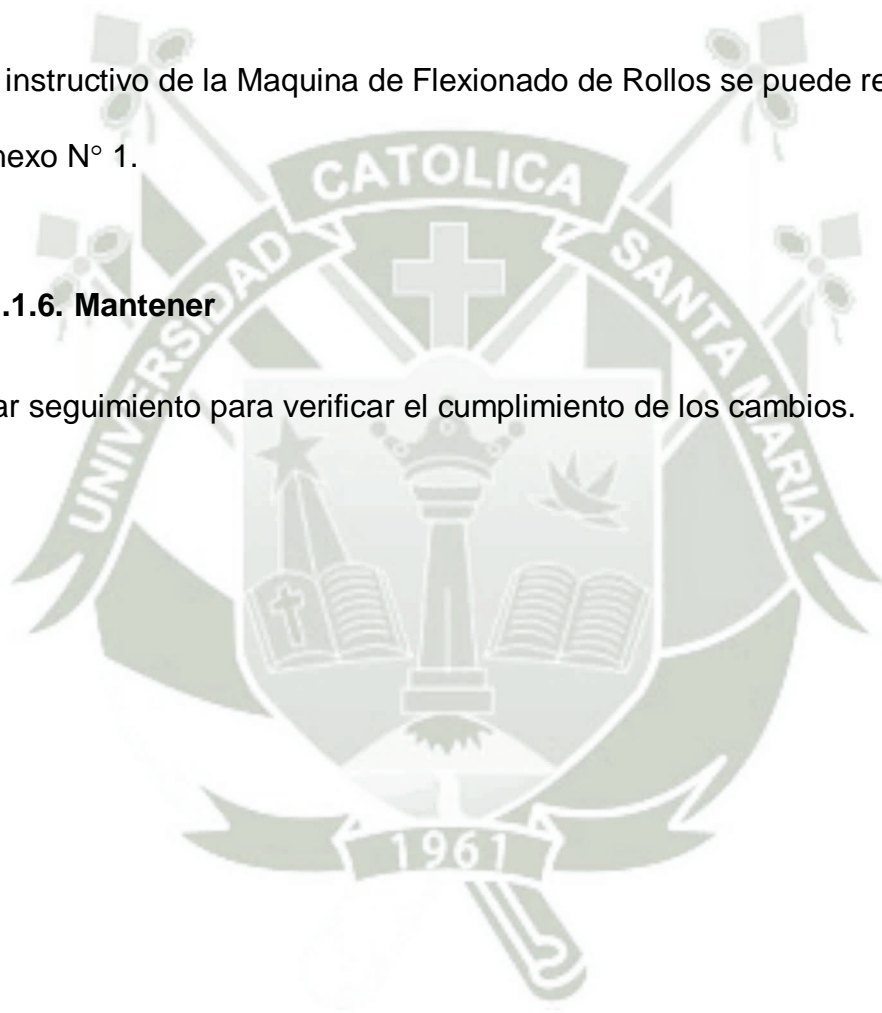 instructivo de la Maquina de Flexionado de Rollos se puede re
nexo N° 1.
.1.6. Mantener
ar seguimiento para verificar el cumplimiento de los cambios.
UNIVERSIDAD CATOLICA SANTA MARIA
1961